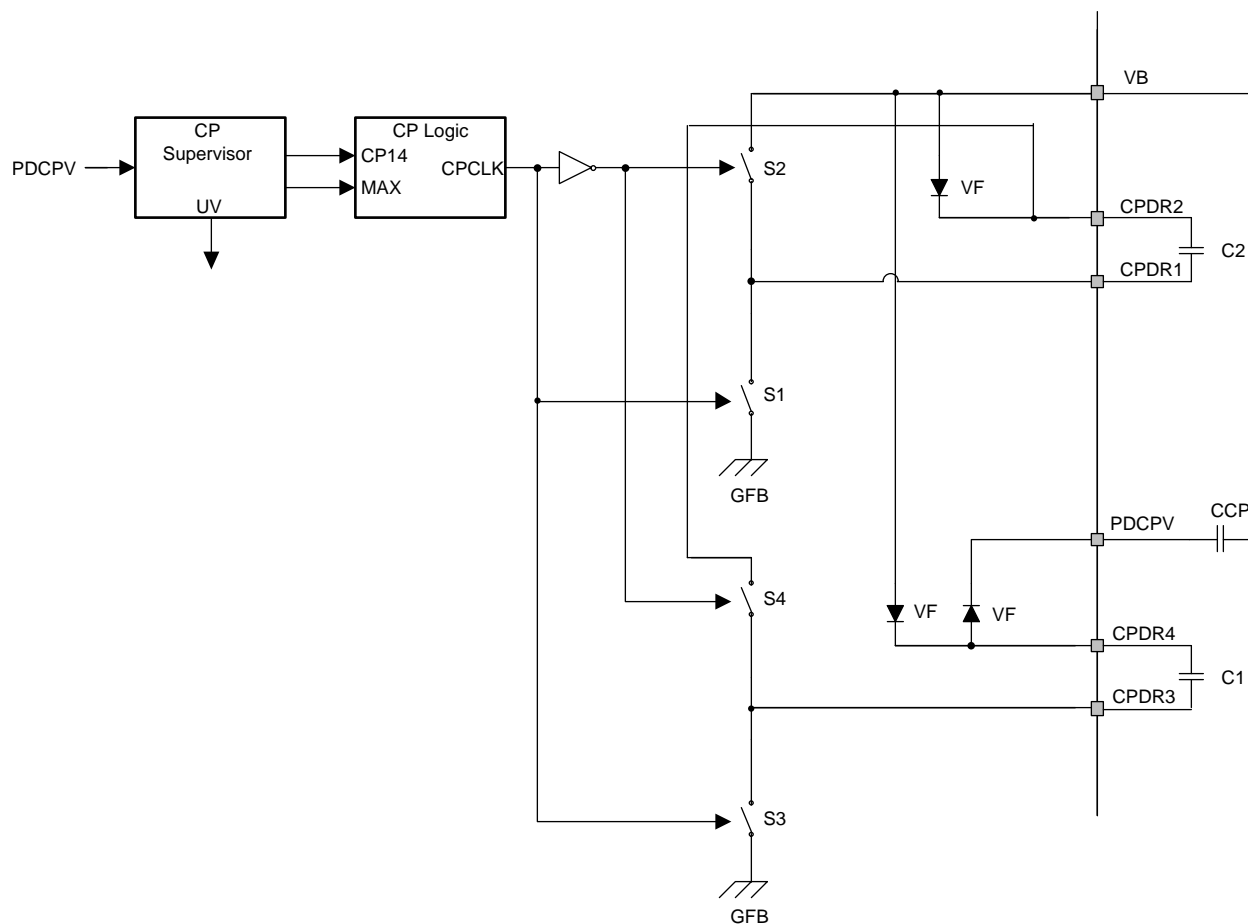 VB
CP
Supervisor
CP Logic
PDCPV
CP14
CPCLK
MAX
S2
VF
UV
CPDR2
C2
CPDR1
S1
GFB
CCP
PDCPV
S4
VF
VF
CPDR4
C1
CPDR3
S3
GFB